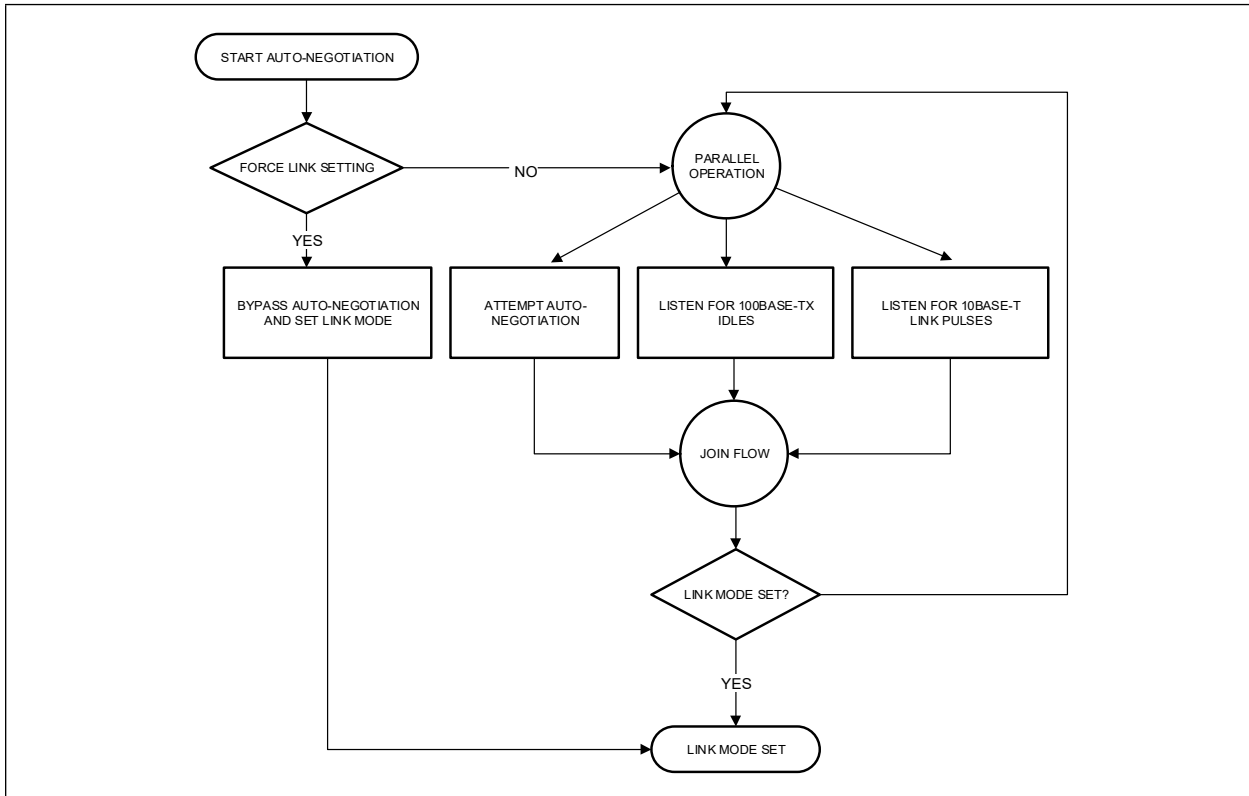 START AUTO-NEGOTIATION
FORCE LINK SETTING
NO
PARALLEL
OPERATION
YES
BYPASS AUTO-NEGOTIATION
AND SET LINK MODE
ATTEMPT AUTO-
NEGOTIATION
LISTEN FOR 100BASE-TX
IDLES
LISTEN FOR 10BASE-T
LINK PULSES
JOIN FLOW
LINK MODE SET?
YES
LINK MODE SET